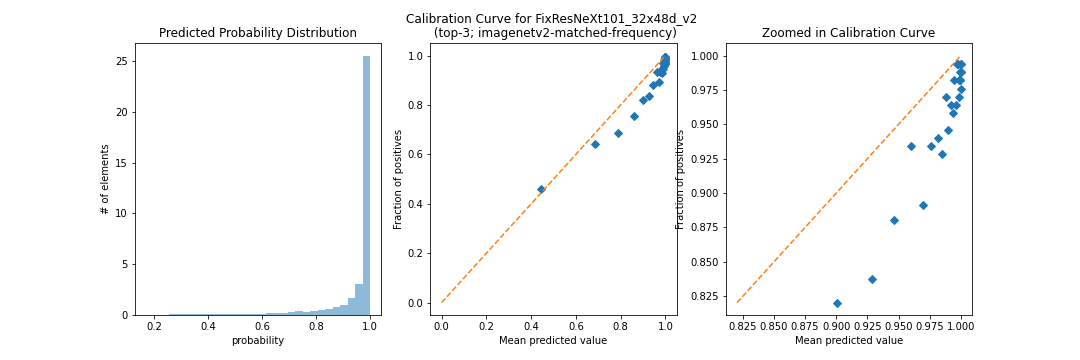 Predicted Probability Distribution
# of elements
25
20
15
10
5
0
0.2 0.4 0.6 0.8 1.0
probability
Calibration Curve for FixResNeXt101_32x48d_v2
(top-3; imagenetv2-matched-frequency)
Fraction of positives
1.0
0.8
0.6
0.4
0.2
0.0
0.0 0.2 0.4 0.6 0.8 1.0
Mean predicted value
Zoomed in Calibration Curve
Fraction of positives
1.000
0.975
0.950
0.925
0.900
0.875
0.850
0.825
0.825 0.850 0.875 0.900 0.925 0.950 0.975 1.000
Mean predicted value